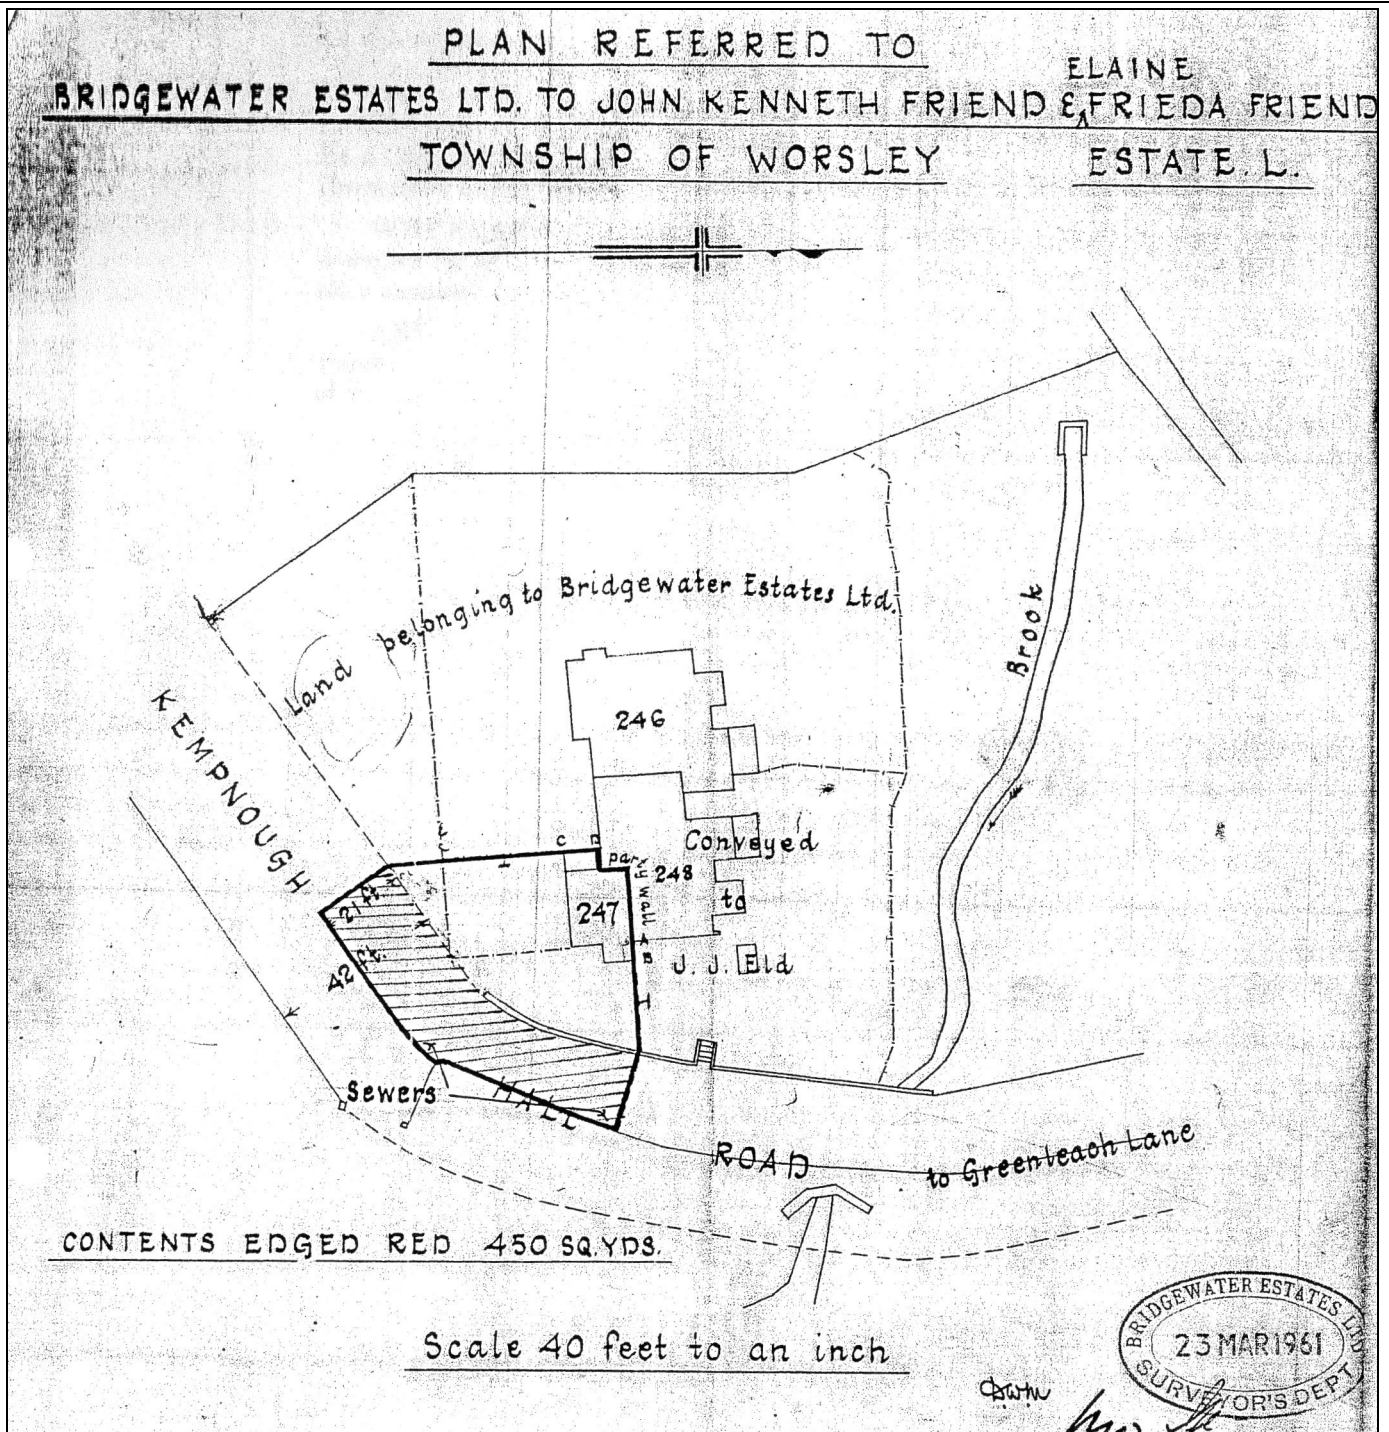 PLAN REFERRED TO
ELAINE
BRIDGEWATER ESTATES LTD. TO JOHN KENNETH FRIEND & FRIEDA FRIEND
TOWNSHIP OF WORSLEY ESTATE. L.
Land belonging to Bridgewater Estates Ltd.
Brook
246
KEMPNOUGH
Conveyed
C D
party wall
248
to
247
A
B
J. J. Eld
21 ft.
42 ft.
Sewers
HALL
ROAD
to Greenleach Lane
CONTENTS EDGED RED 450 SQ.YDS.
Scale 40 feet to an inch
BRIDGEWATER ESTATES LTD
23 MAR 1961
SURVEYOR'S DEPT